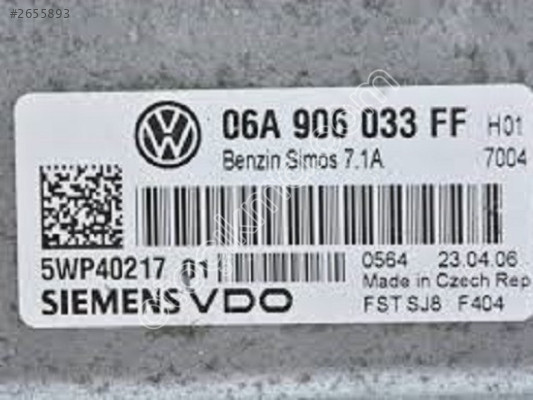 #2655893
06A 906 033 FF H01
Benzin Simos 7.1A 7004
5WP40217 01
0564 23.04.06
Made in Czech Rep
SIEMENS VDO
FST SJ8 F404